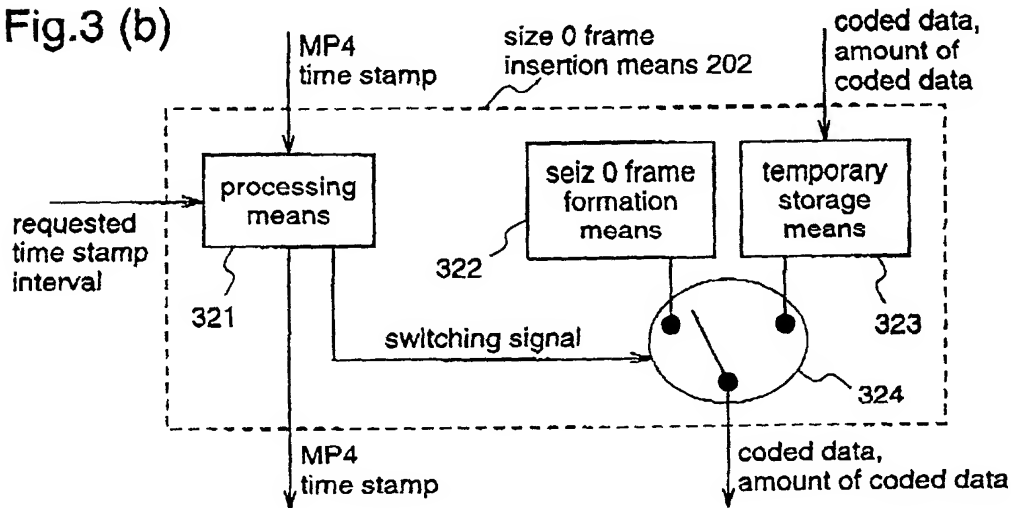 Fig.3 (b)
MP4
time stamp
size 0 frame
insertion means 202
coded data,
amount of
coded data
processing
means
seiz 0 frame
formation
means
temporary
storage
means
requested
time stamp
interval
321
322
323
switching signal
324
MP4
time stamp
coded data,
amount of coded data